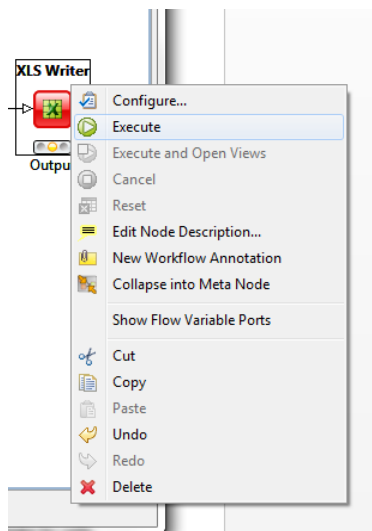 XLS Writer
Configure...
Execute
Execute and Open Views
Outpu
Cancel
Reset
Edit Node Description...
New Workflow Annotation
Collapse into Meta Node
Show Flow Variable Ports
Cut
Copy
Paste
Undo
Redo
Delete